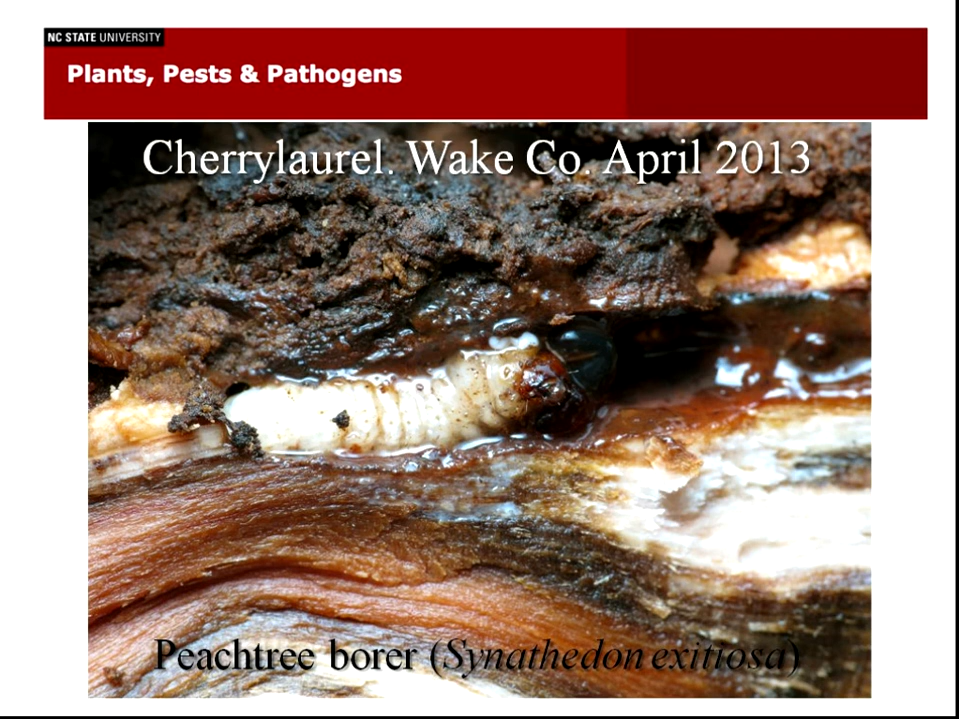 NC STATE UNIVERSITY
Plants, Pests & Pathogens
Cherrylaurel. Wake Co. April 2013
Peachtree borer (Synathedon exitiosa)